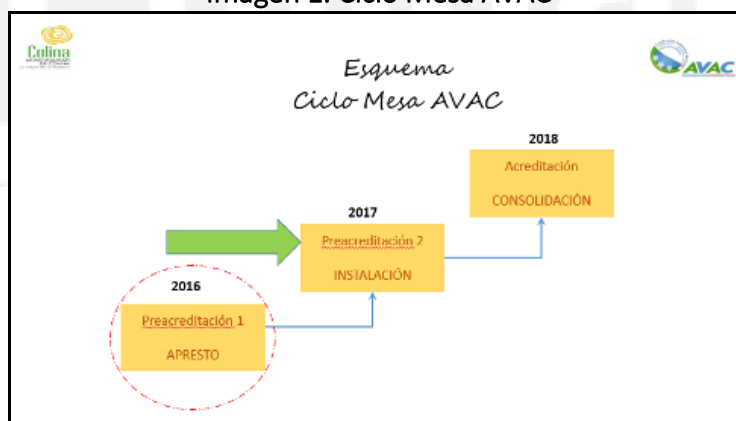 Imagen 1. Ciclo Mesa AVAC
Colina
AVAC
Esquema
Ciclo Mesa AVAC
2018
Acreditación
CONSOLIDACIÓN
2017
Preacreditación 2
INSTALACIÓN
2016
Preacreditación 1
APRESTO